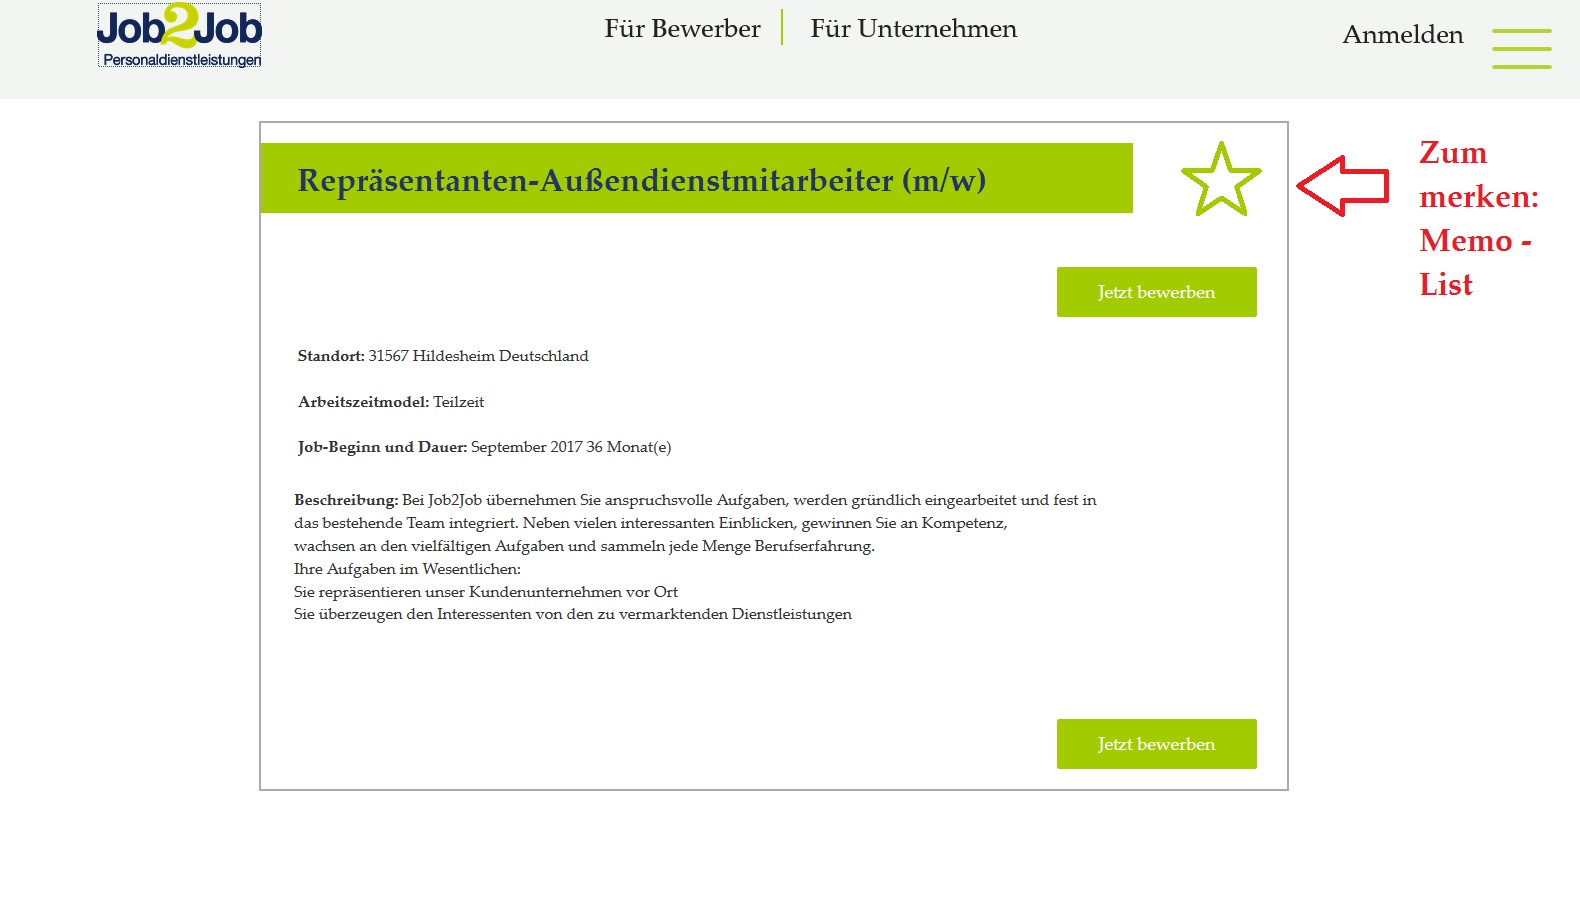 Job2Job
Personaldienstleistungen
Für Bewerber
Für Unternehmen
Anmelden
Repräsentanten-Außendienstmitarbeiter (m/w)
Zum
merken:
Memo -
List
Jetzt bewerben
Standort: 31567 Hildesheim Deutschland
Arbeitszeitmodel: Teilzeit
Job-Beginn und Dauer: September 2017 36 Monat(e)
Beschreibung: Bei Job2Job übernehmen Sie anspruchsvolle Aufgaben, werden gründlich eingearbeitet und fest in
das bestehende Team integriert. Neben vielen interessanten Einblicken, gewinnen Sie an Kompetenz,
wachsen an den vielfältigen Aufgaben und sammeln jede Menge Berufserfahrung.
Ihre Aufgaben im Wesentlichen:
Sie repräsentieren unser Kundenunternehmen vor Ort
Sie überzeugen den Interessenten von den zu vermarktenden Dienstleistungen
Jetzt bewerben